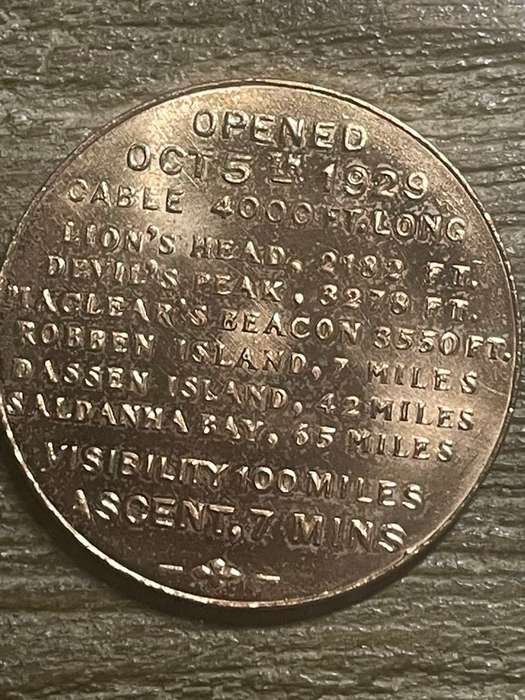 OPENED
OCT 5TH 1929
CABLE 4000 FT. LONG
LION'S HEAD, 2182 FT.
DEVIL'S PEAK, 3278 FT.
MACLEAR'S BEACON 3550 FT.
ROBBEN ISLAND, 7 MILES
DASSEN ISLAND, 42 MILES
SALDANHA BAY, 65 MILES
VISIBILITY 100 MILES
ASCENT, 7 MINS